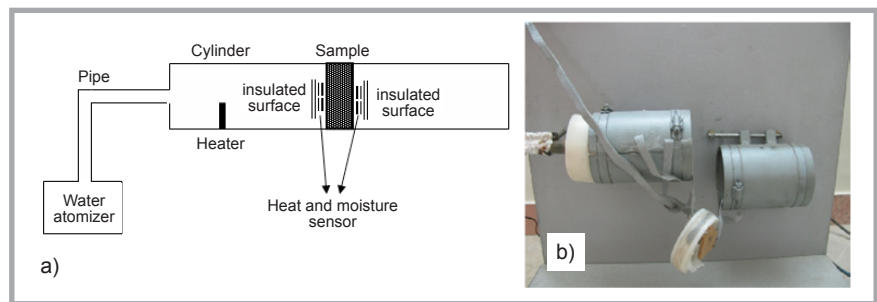 Cylinder
Sample
Pipe
insulated
surface
insulated
surface
Heater
Water
atomizer
Heat and moisture
sensor
a)
b)